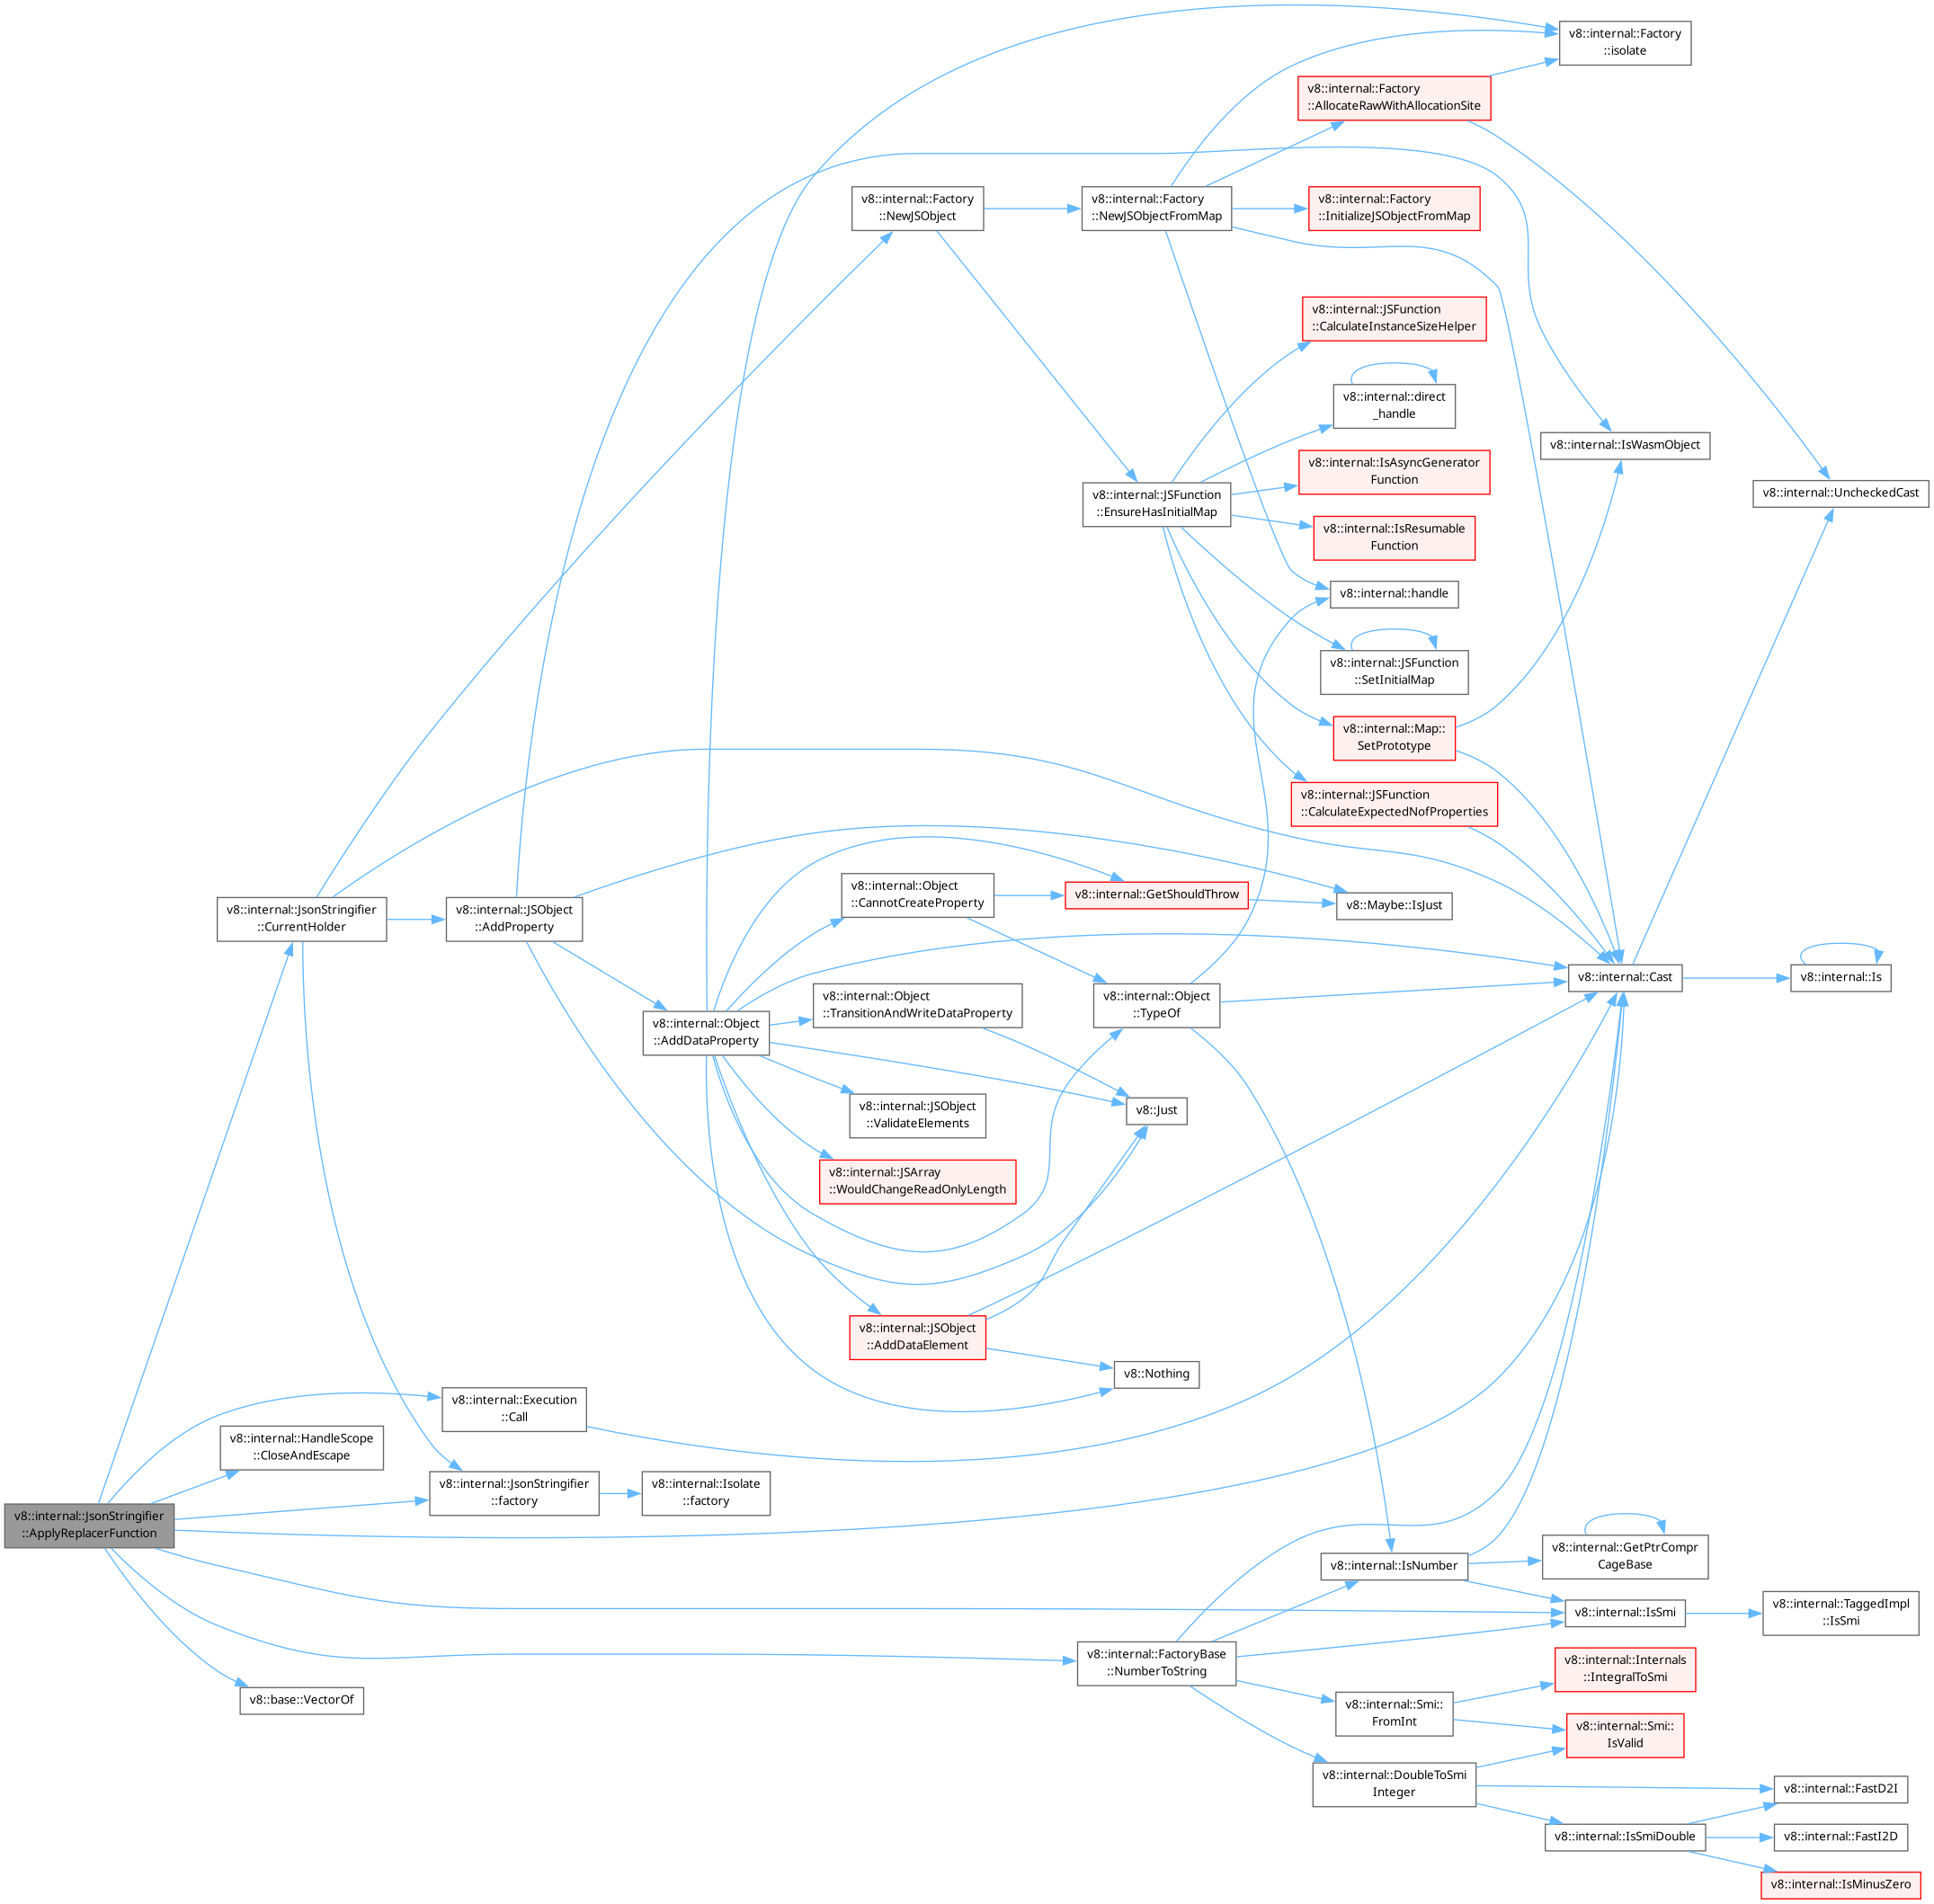 v8::internal::Factory
::isolate
v8::internal::Factory
::AllocateRawWithAllocationSite
v8::internal::Factory
::NewJSObject
v8::internal::Factory
::NewJSObjectFromMap
v8::internal::Factory
::InitializeJSObjectFromMap
v8::internal::JSFunction
::CalculateInstanceSizeHelper
v8::internal::direct
_handle
v8::internal::IsWasmObject
v8::internal::IsAsyncGenerator
Function
v8::internal::UncheckedCast
v8::internal::JSFunction
::EnsureHasInitialMap
v8::internal::IsResumable
Function
v8::internal::handle
v8::internal::JSFunction
::SetInitialMap
v8::internal::Map::
SetPrototype
v8::internal::JSFunction
::CalculateExpectedNofProperties
v8::internal::JsonStringifier
::CurrentHolder
v8::internal::JSObject
::AddProperty
v8::internal::Object
::CannotCreateProperty
v8::internal::GetShouldThrow
v8::Maybe::IsJust
v8::internal::Cast
v8::internal::Is
v8::internal::Object
::TypeOf
v8::internal::Object
::TransitionAndWriteDataProperty
v8::internal::Object
::AddDataProperty
v8::internal::JSObject
::ValidateElements
v8::Just
v8::internal::JSArray
::WouldChangeReadOnlyLength
v8::internal::JSObject
::AddDataElement
v8::Nothing
v8::internal::Execution
::Call
v8::internal::HandleScope
::CloseAndEscape
v8::internal::JsonStringifier
::factory
v8::internal::Isolate
::factory
v8::internal::JsonStringifier
::ApplyReplacerFunction
v8::internal::GetPtrCompr
CageBase
v8::internal::IsNumber
v8::internal::IsSmi
v8::internal::TaggedImpl
::IsSmi
v8::internal::FactoryBase
::NumberToString
v8::internal::Internals
::IntegralToSmi
v8::base::VectorOf
v8::internal::Smi::
FromInt
v8::internal::Smi::
IsValid
v8::internal::DoubleToSmi
Integer
v8::internal::FastD2I
v8::internal::IsSmiDouble
v8::internal::FastI2D
v8::internal::IsMinusZero